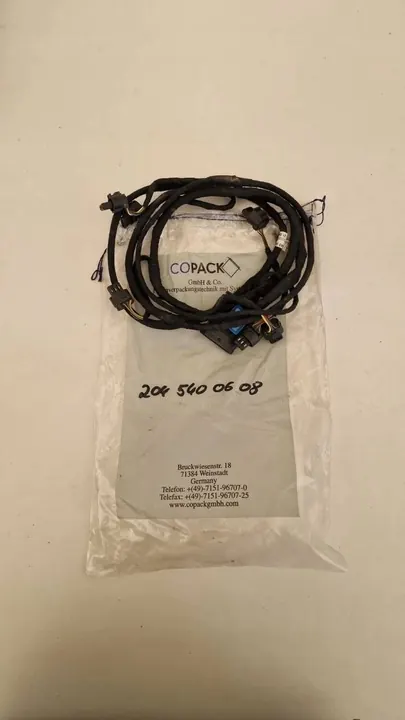 COPACK
GmbH & Co.
204 540 06 08
Bruckwiesenstr. 18
71384 Weinstadt
Germany
Telefon: +(49)-7151-96707-0
Telefax: +(49)-7151-96707-25
www.copackgmbh.com